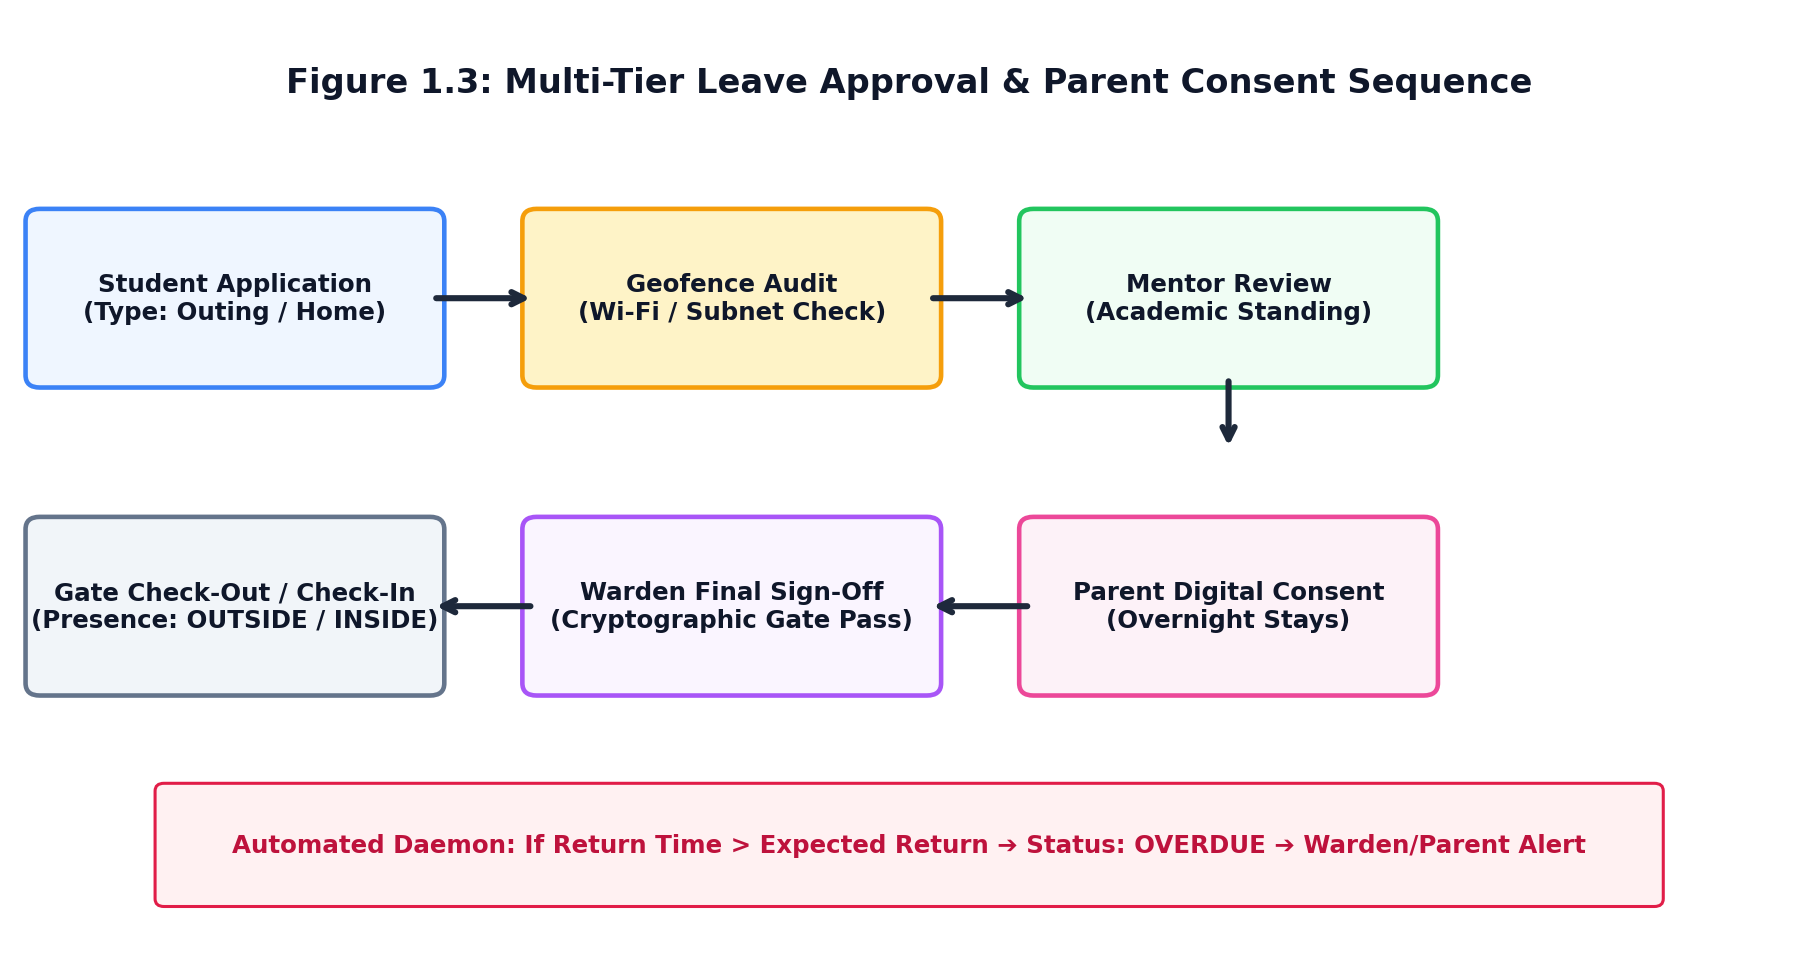 Figure 1.3: Multi-Tier Leave Approval & Parent Consent Sequence
Student Application
(Type: Outing / Home)
Geofence Audit
(Wi-Fi / Subnet Check)
Mentor Review
(Academic Standing)
Gate Check-Out / Check-In
(Presence: OUTSIDE / INSIDE)
Warden Final Sign-Off
(Cryptographic Gate Pass)
Parent Digital Consent
(Overnight Stays)
Automated Daemon: If Return Time > Expected Return ➔ Status: OVERDUE ➔ Warden/Parent Alert